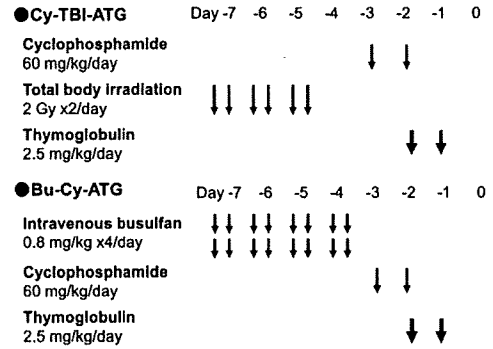 ●Cy-TBI-ATG Day -7 -6 -5 -4 -3 -2 -1 0
Cyclophosphamide
60 mg/kg/day
Total body irradiation
2 Gy x2/day
Thymoglobulin
2.5 mg/kg/day
●Bu-Cy-ATG Day -7 -6 -5 -4 -3 -2 -1 0
Intravenous busulfan
0.8 mg/kg x4/day
Cyclophosphamide
60 mg/kg/day
Thymoglobulin
2.5 mg/kg/day